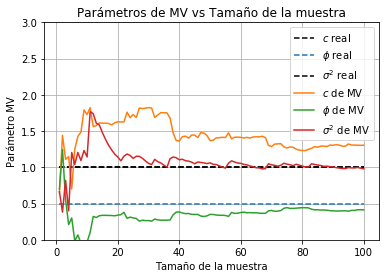 Parámetros de MV vs Tamaño de la muestra
Parámetro MV
3.0
2.5
2.0
1.5
1.0
0.5
0.0
c real
ϕ real
σ² real
c de MV
ϕ de MV
σ² de MV
0 20 40 60 80 100
Tamaño de la muestra